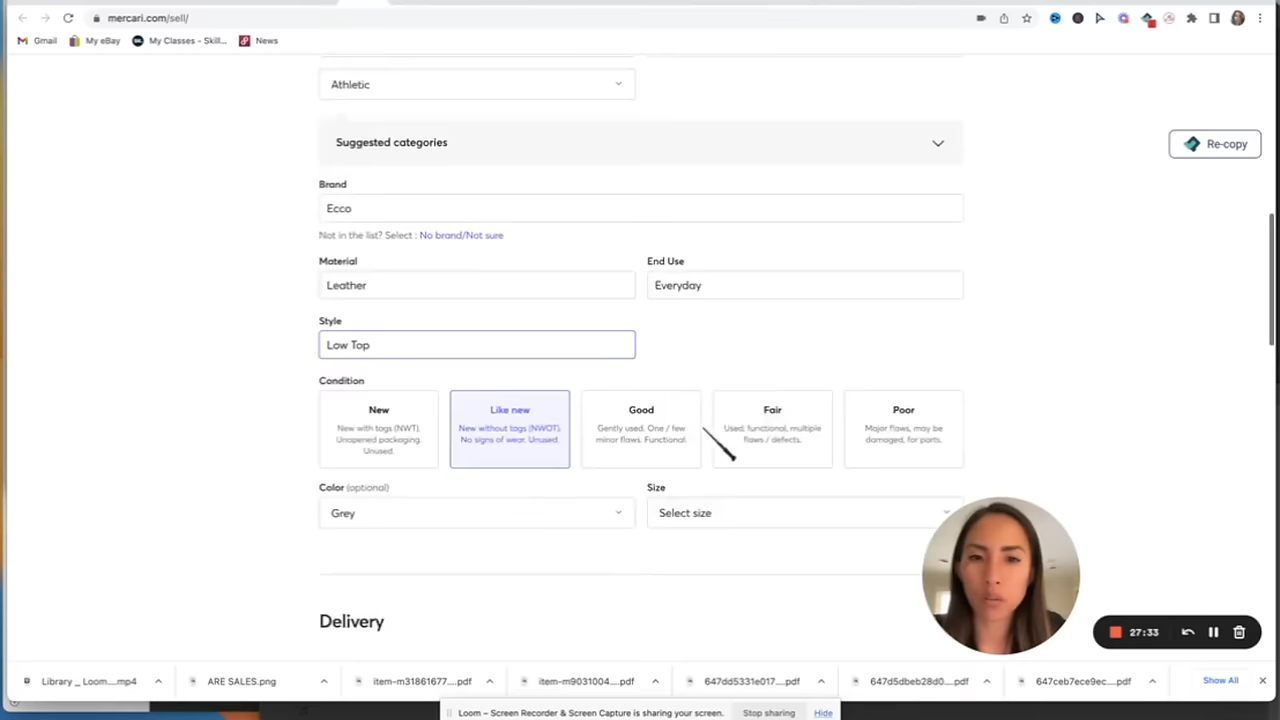 mercari.com/sell/
Gmail My eBay My Classes - Skill... News
Athletic
Suggested categories
Re-copy
Brand
Ecco
Not in the list? Select : No brand/Not sure
Material End Use
Leather Everyday
Style
Low Top
Condition
New Like new Good Fair Poor
New with tags (NWT). New without tags (NWOT). Gently used. One / few Used, functional, multiple Major flaws, may be
Unopened packaging. No signs of wear. Unused. minor flaws. Functional. flaws / defects. damaged, for parts.
Unused.
Color (optional) Size
Grey Select size
Delivery
27:33
Library _ Loom....mp4 ARE SALES.png item-m31861677....pdf item-m9031004....pdf 647dd5331e017....pdf 647d5dbeb28d0....pdf 647ceb7ece9ec....pdf Show All
Loom – Screen Recorder & Screen Capture is sharing your screen. Stop sharing Hide